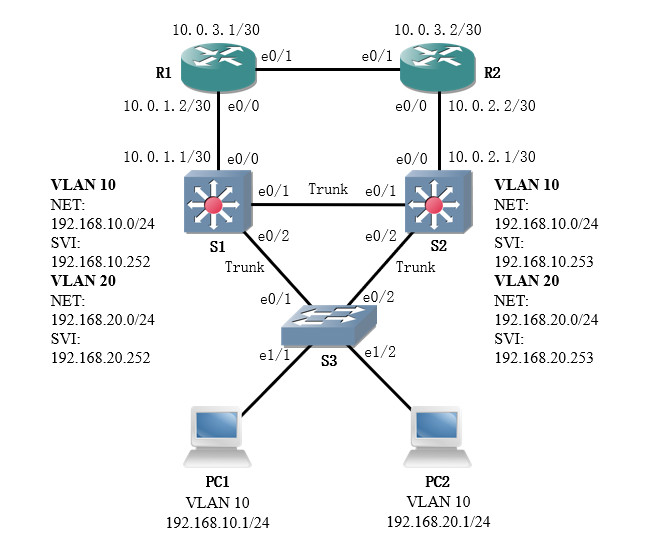 10.0.3.1/30
10.0.3.2/30
e0/1
e0/1
R1
R2
10.0.1.2/30
e0/0
e0/0
10.0.2.2/30
10.0.1.1/30
e0/0
e0/0
10.0.2.1/30
VLAN 10
NET:
192.168.10.0/24
SVI:
192.168.10.252
VLAN 20
NET:
192.168.20.0/24
SVI:
192.168.20.252
e0/1
Trunk
e0/1
S1
S2
e0/2
e0/2
Trunk
Trunk
e0/1
e0/2
VLAN 10
NET:
192.168.10.0/24
SVI:
192.168.10.253
VLAN 20
NET:
192.168.20.0/24
SVI:
192.168.20.253
e1/1
e1/2
S3
PC1
VLAN 10
192.168.10.1/24
PC2
VLAN 10
192.168.20.1/24